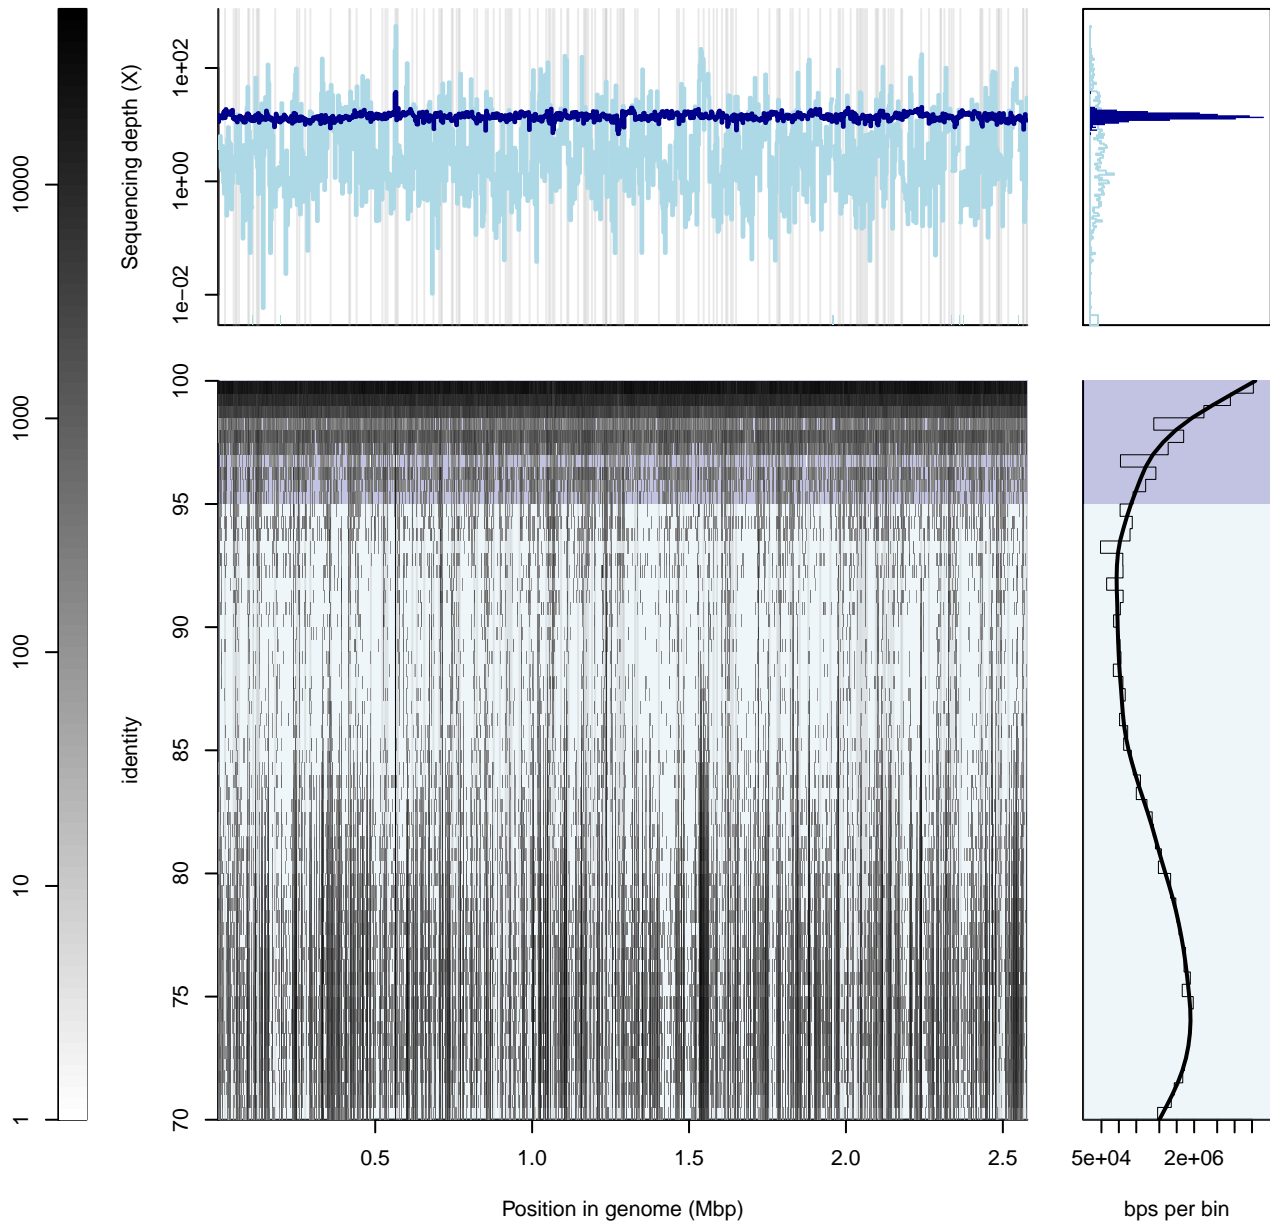 10000
1000
100
10
1
Sequencing depth (X)
1e+02
1e+00
1e-02
identity
100
95
90
85
80
75
70
0.5 1.0 1.5 2.0 2.5
Position in genome (Mbp)
5e+04 2e+06
bps per bin